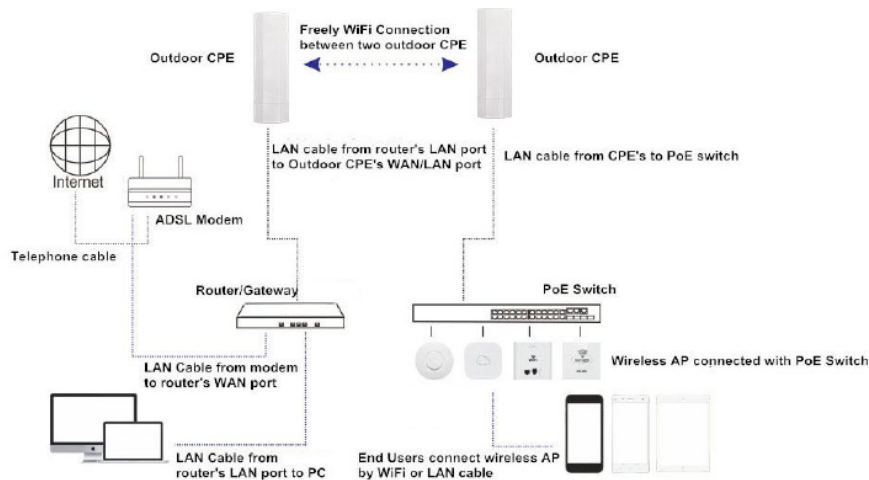 Freely WiFi Connection
between two outdoor CPE
Outdoor CPE
Outdoor CPE
LAN cable from router's LAN port
to Outdoor CPE's WAN/LAN port
LAN cable from CPE's to PoE switch
Internet
ADSL Modem
Telephone cable
Router/Gateway
PoE Switch
LAN Cable from modem
to router's WAN port
Wireless AP connected with PoE Switch
LAN Cable from
router's LAN port to PC
End Users connect wireless AP
by WiFi or LAN cable